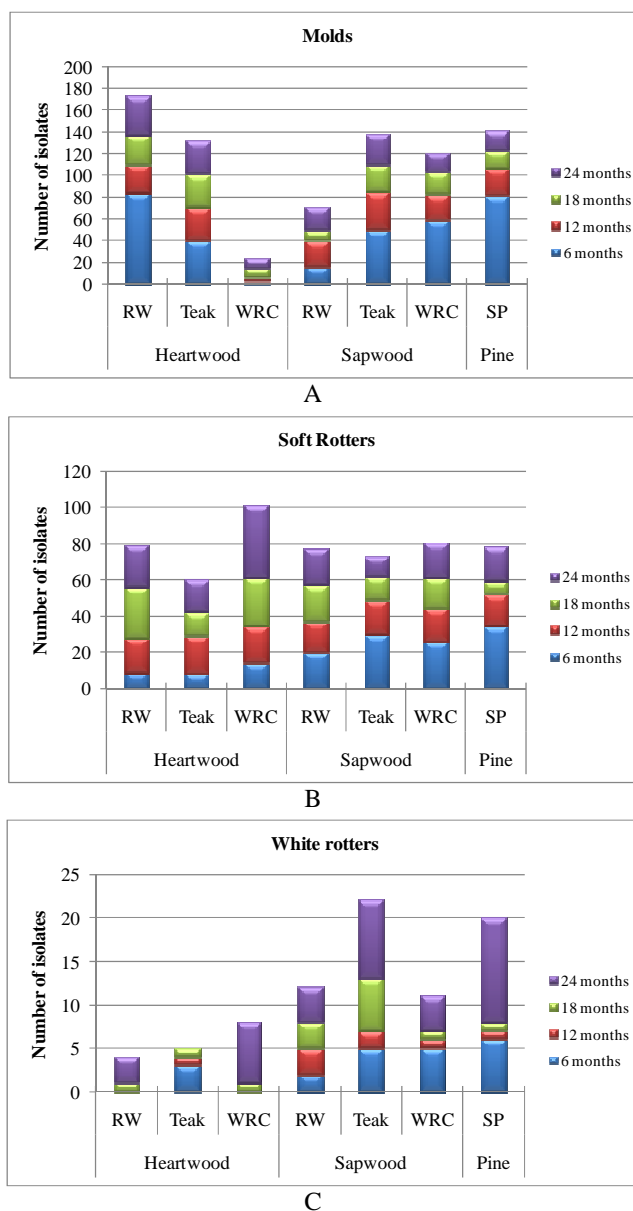 Molds
Number of isolates
200
180
160
140
120
100
80
60
40
20
0
RW Teak WRC RW Teak WRC SP
Heartwood Sapwood Pine
24 months
18 months
12 months
6 months
A
Soft Rotters
Number of isolates
120
100
80
60
40
20
0
RW Teak WRC RW Teak WRC SP
Heartwood Sapwood Pine
24 months
18 months
12 months
6 months
B
White rotters
Number of isolates
25
20
15
10
5
0
RW Teak WRC RW Teak WRC SP
Heartwood Sapwood Pine
24 months
18 months
12 months
6 months
C